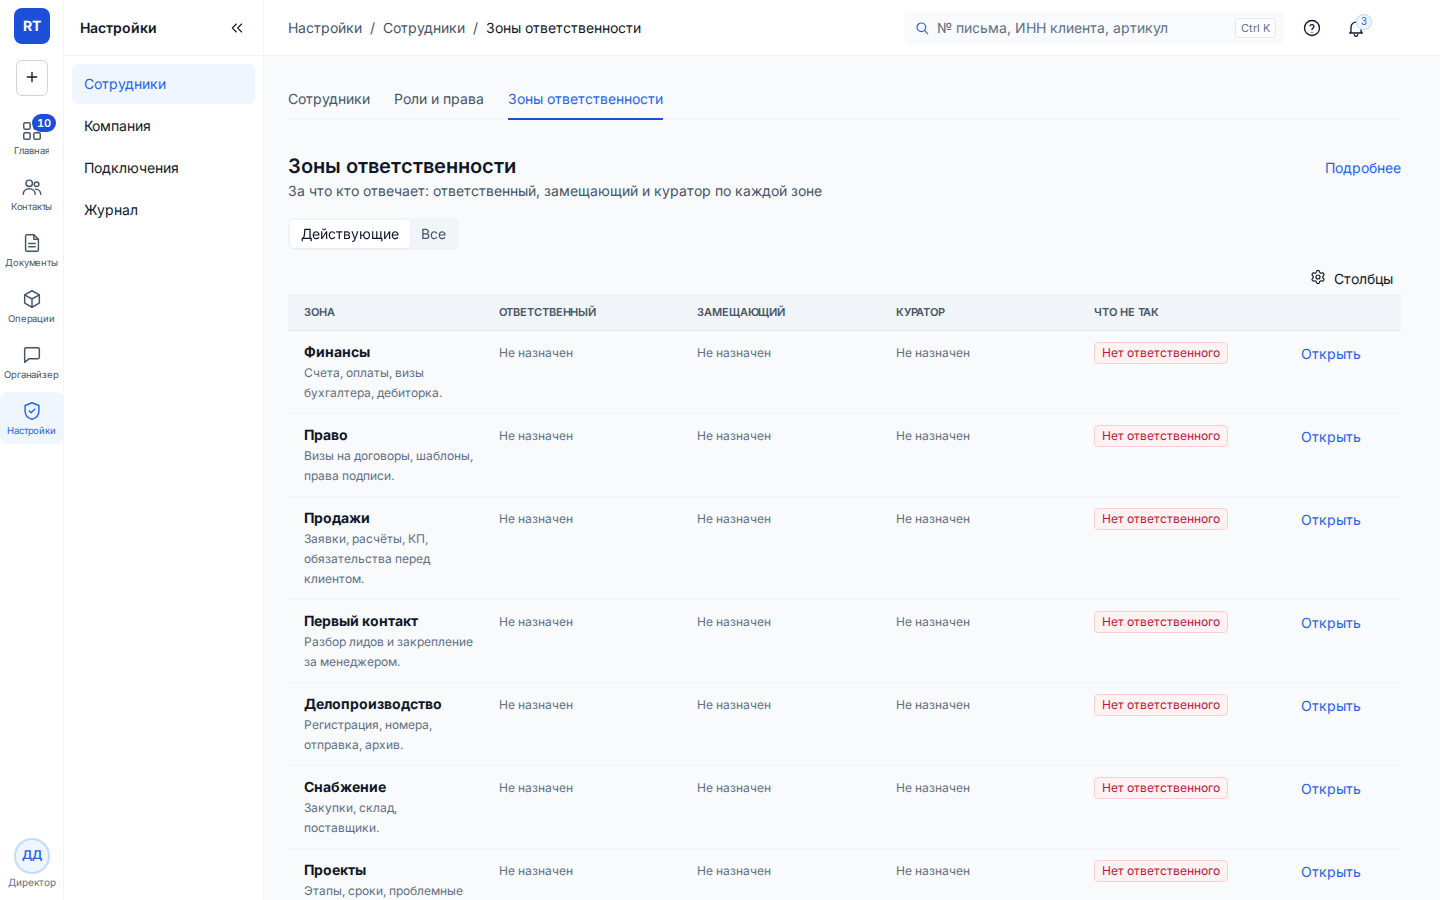 RT
Настройки
Настройки / Сотрудники / Зоны ответственности
№ письма, ИНН клиента, артикул
Ctrl K
3
10
Главная
Контакты
Документы
Операции
Органайзер
Настройки
ДД
Директор
Сотрудники
Компания
Подключения
Журнал
Сотрудники
Роли и права
Зоны ответственности
Зоны ответственности
Подробнее
За что кто отвечает: ответственный, замещающий и куратор по каждой зоне
Действующие
Все
Столбцы
ЗОНА ОТВЕТСТВЕННЫЙ ЗАМЕЩАЮЩИЙ КУРАТОР ЧТО НЕ ТАК
Финансы Не назначен Не назначен Не назначен Нет ответственного Открыть
Счета, оплаты, визы
бухгалтера, дебиторка.
Право Не назначен Не назначен Не назначен Нет ответственного Открыть
Визы на договоры, шаблоны,
права подписи.
Продажи Не назначен Не назначен Не назначен Нет ответственного Открыть
Заявки, расчёты, КП,
обязательства перед
клиентом.
Первый контакт Не назначен Не назначен Не назначен Нет ответственного Открыть
Разбор лидов и закрепление
за менеджером.
Делопроизводство Не назначен Не назначен Не назначен Нет ответственного Открыть
Регистрация, номера,
отправка, архив.
Снабжение Не назначен Не назначен Не назначен Нет ответственного Открыть
Закупки, склад,
поставщики.
Проекты Не назначен Не назначен Не назначен Нет ответственного Открыть
Этапы, сроки, проблемные